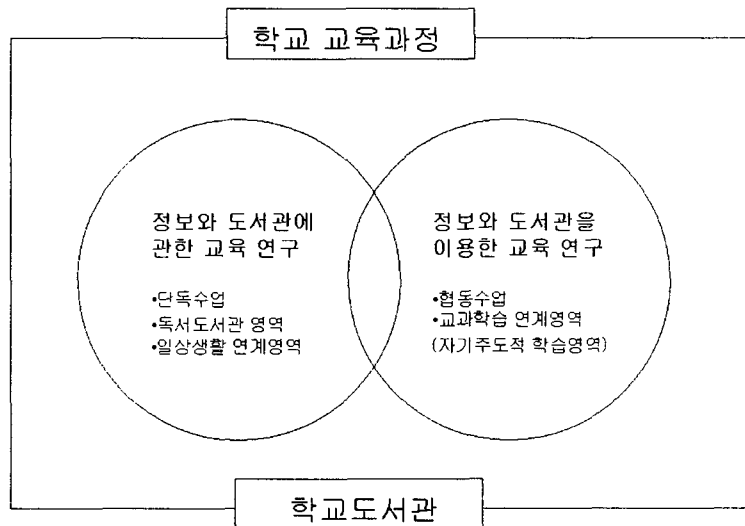 학교 교육과정
정보와 도서관에
관한 교육 연구
•단독수업
•독서도서관 영역
•일상생활 연계영역
정보와 도서관을
이용한 교육 연구
•협동수업
•교과학습 연계영역
(자기주도적 학습영역)
학교도서관